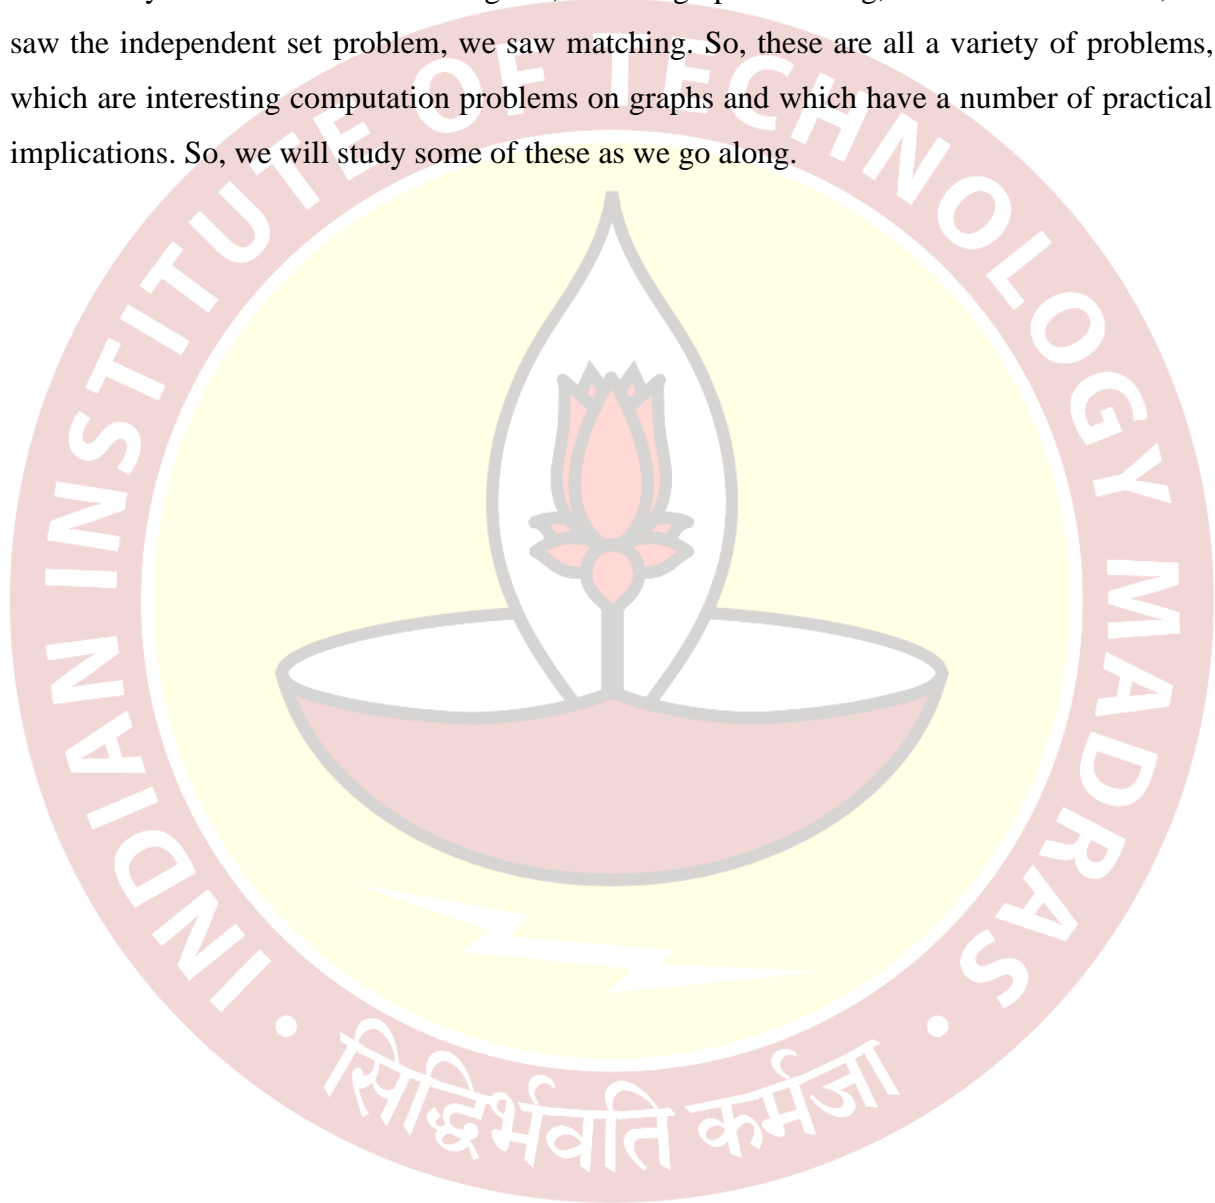 saw the independent set problem, we saw matching. So, these are all a variety of problems,
which are interesting computation problems on graphs and which have a number of practical
implications. So, we will study some of these as we go along.
INDIAN INSTITUTE OF TECHNOLOGY MADRAS
सिद्धिर्भवति कर्मजा